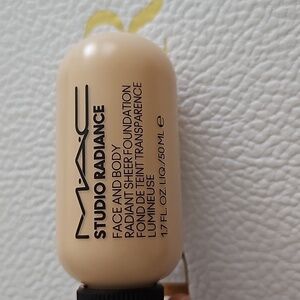 MAC
STUDIO RADIANCE
FACE AND BODY
RADIANT SHEER FOUNDATION
FOND DE TEINT TRANSPARENCE
LUMINEUSE
1.7 FL. OZ. LIQ./50 ML ℮